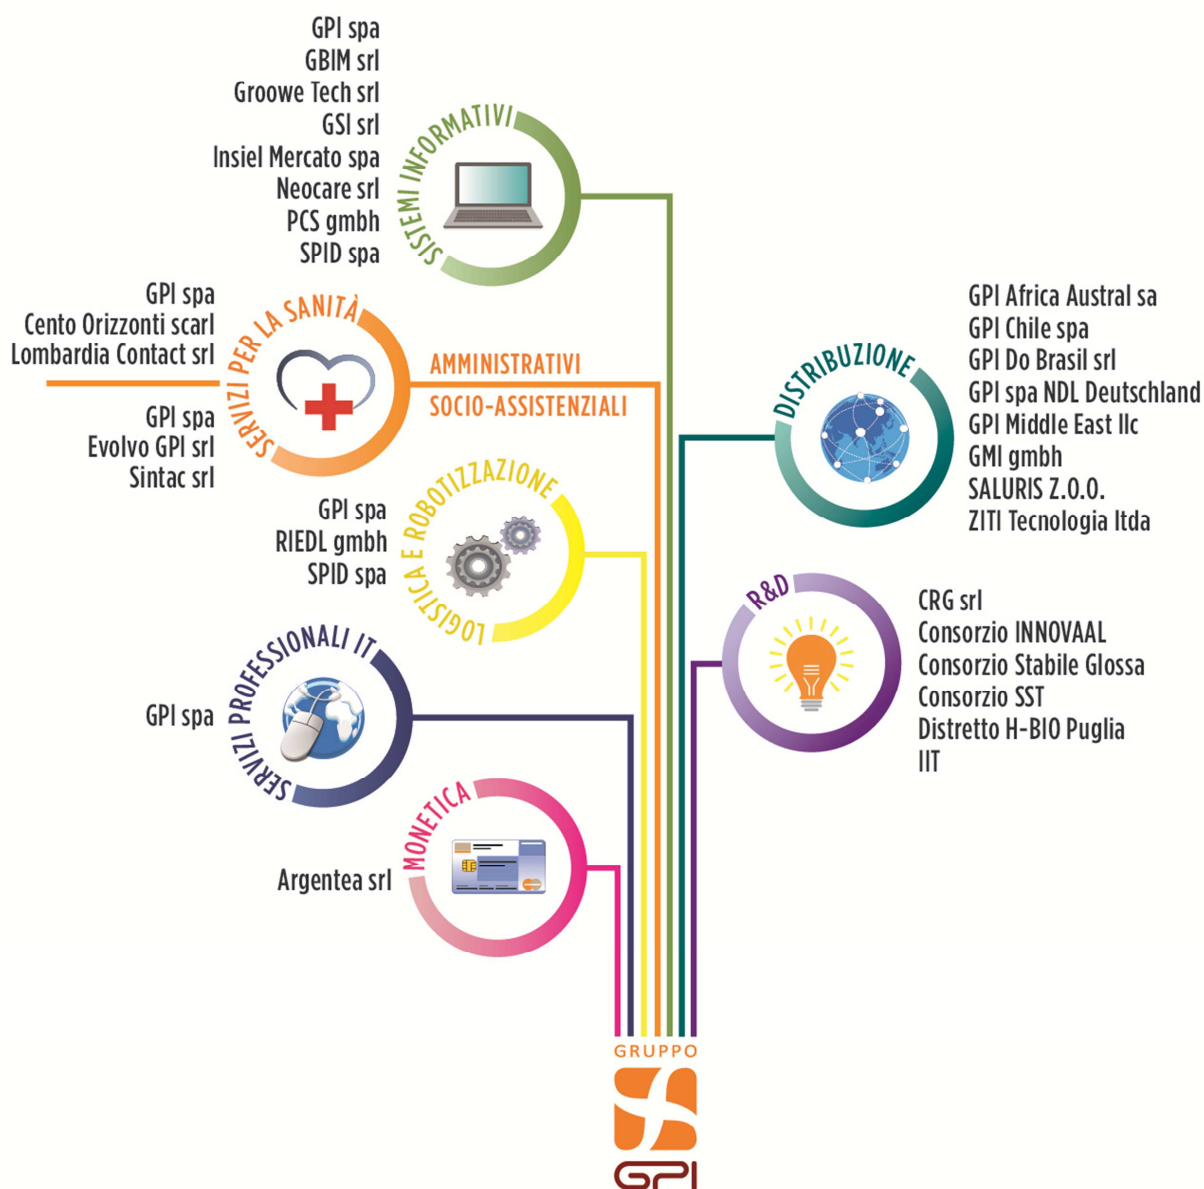 GPI spa
GBIM srl
Groowe Tech srl
GSI srl
Insiel Mercato spa
Neocare srl
PCS gmbh
SPID spa
SISTEMI INFORMATIVI
GPI spa
Cento Orizzonti scarl
Lombardia Contact srl
GPI spa
Evolvo GPI srl
Sintac srl
SERVIZI PER LA SANITÀ
AMMINISTRATIVI
SOCIO-ASSISTENZIALI
GPI spa
RIEDL gmbh
SPID spa
LOGISTICA E ROBOTIZZAZIONE
GPI spa
SERVIZI PROFESSIONALI IT
Argentea srl
MONETICA
DISTRIBUZIONE
GPI Africa Austral sa
GPI Chile spa
GPI Do Brasil srl
GPI spa NDL Deutschland
GPI Middle East llc
GMI gmbh
SALURIS Z.O.O.
ZITI Tecnologia ltda
R&D
CRG srl
Consorzio INNOVAAL
Consorzio Stabile Glossa
Consorzio SST
Distretto H-BIO Puglia
IIT
GRUPPO
GPI